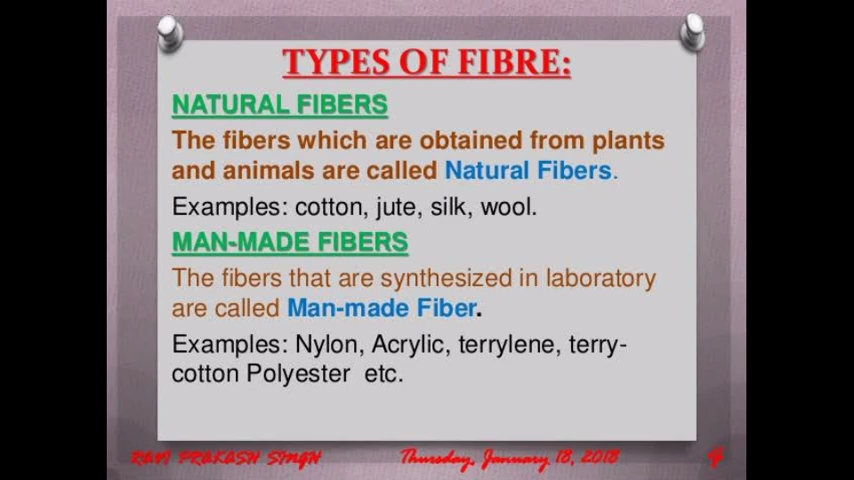 TYPES OF FIBRE:
NATURAL FIBERS
The fibers which are obtained from plants
and animals are called Natural Fibers.
Examples: cotton, jute, silk, wool.
MAN-MADE FIBERS
The fibers that are synthesized in laboratory
are called Man-made Fiber.
Examples: Nylon, Acrylic, terrylene, terry-
cotton Polyester etc.
RAVI PRAKASH SINGH Thursday, January 18, 2018 4